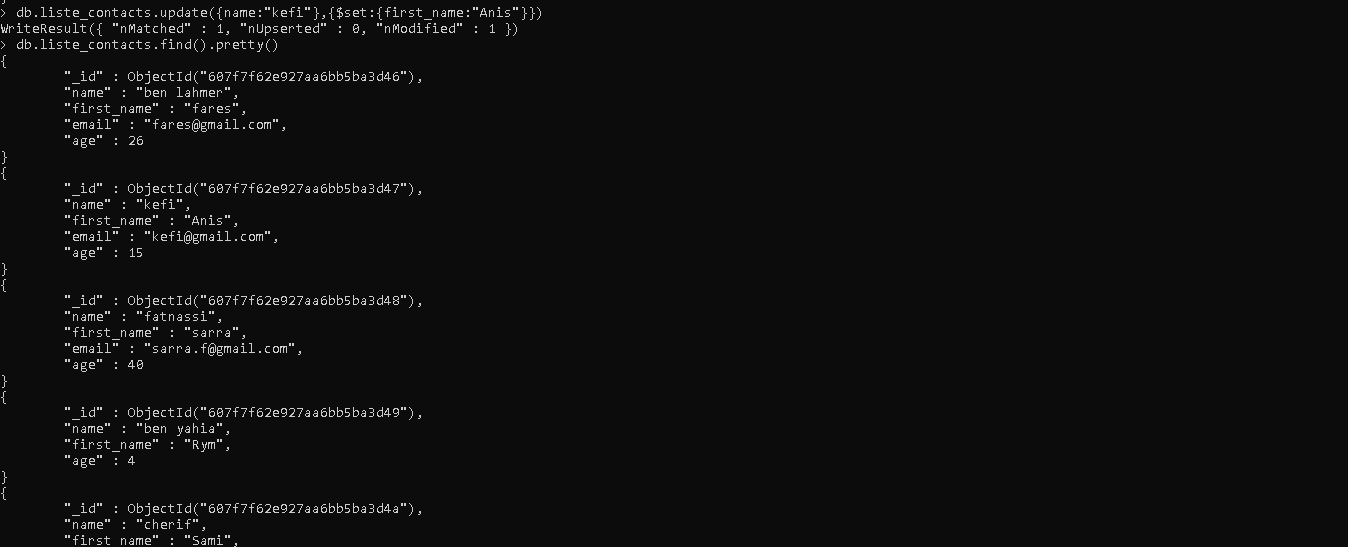 > db.liste_contacts.update({name:"kefi"},{$set:{first_name:"Anis"}})
WriteResult({ "nMatched" : 1, "nUpserted" : 0, "nModified" : 1 })
> db.liste_contacts.find().pretty()
{
        "_id" : ObjectId("607f7f62e927aa6bb5ba3d46"),
        "name" : "ben lahmer",
        "first_name" : "fares",
        "email" : "fares@gmail.com",
        "age" : 26
}
{
        "_id" : ObjectId("607f7f62e927aa6bb5ba3d47"),
        "name" : "kefi",
        "first_name" : "Anis",
        "email" : "kefi@gmail.com",
        "age" : 15
}
{
        "_id" : ObjectId("607f7f62e927aa6bb5ba3d48"),
        "name" : "fatnassi",
        "first_name" : "sarra",
        "email" : "sarra.f@gmail.com",
        "age" : 40
}
{
        "_id" : ObjectId("607f7f62e927aa6bb5ba3d49"),
        "name" : "ben yahia",
        "first_name" : "Rym",
        "age" : 4
}
{
        "_id" : ObjectId("607f7f62e927aa6bb5ba3d4a"),
        "name" : "cherif",
        "first_name" : "Sami",